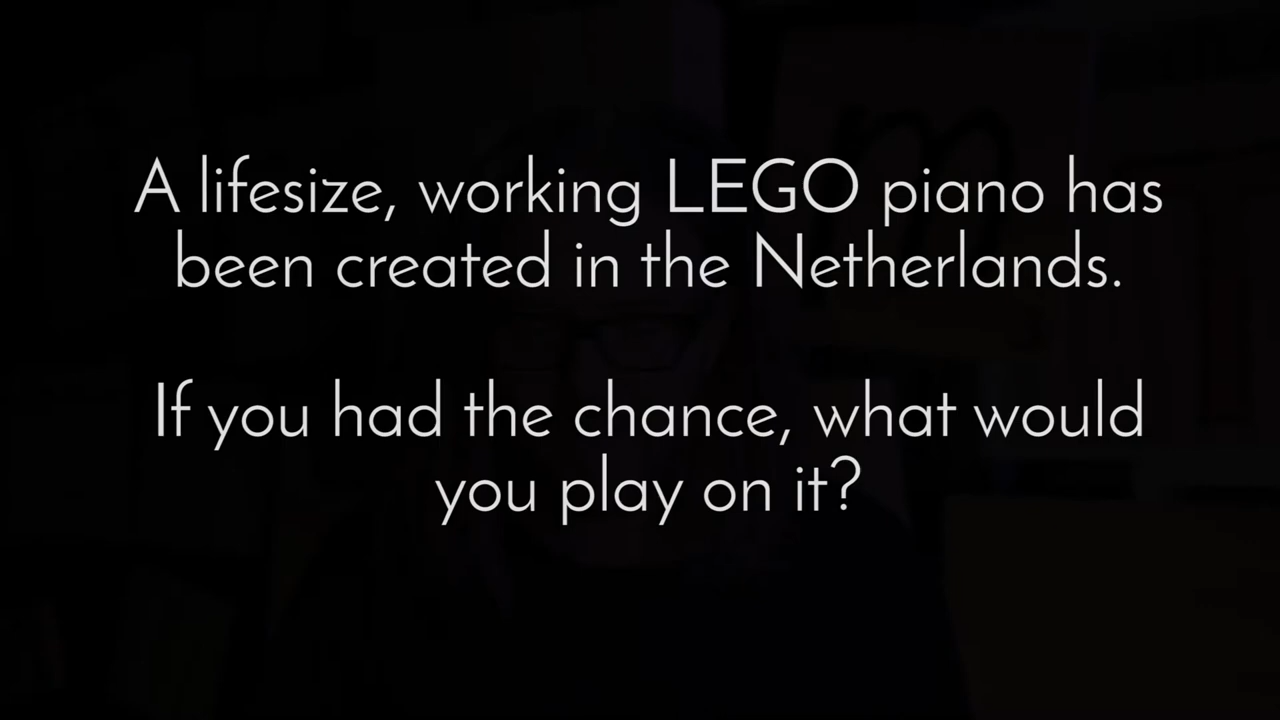 A lifesize, working LEGO piano has
been created in the Netherlands.
If you had the chance, what would
you play on it?